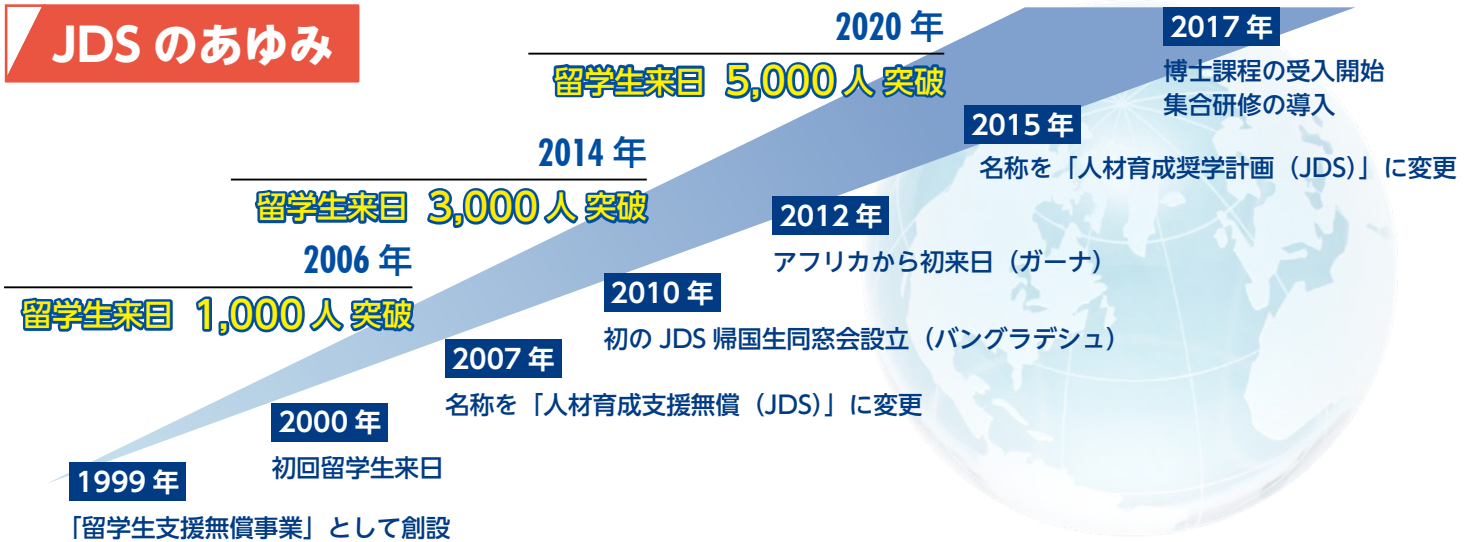 JDS のあゆみ
2020 年
留学生来日 5,000 人 突破
2014 年
留学生来日 3,000 人 突破
2006 年
留学生来日 1,000 人 突破
2017 年
博士課程の受入開始
集合研修の導入
2015 年
名称を「人材育成奨学計画（JDS）」に変更
2012 年
アフリカから初来日（ガーナ）
2010 年
初の JDS 帰国生同窓会設立（バングラデシュ）
2007 年
名称を「人材育成支援無償（JDS）」に変更
2000 年
初回留学生来日
1999 年
「留学生支援無償事業」として創設